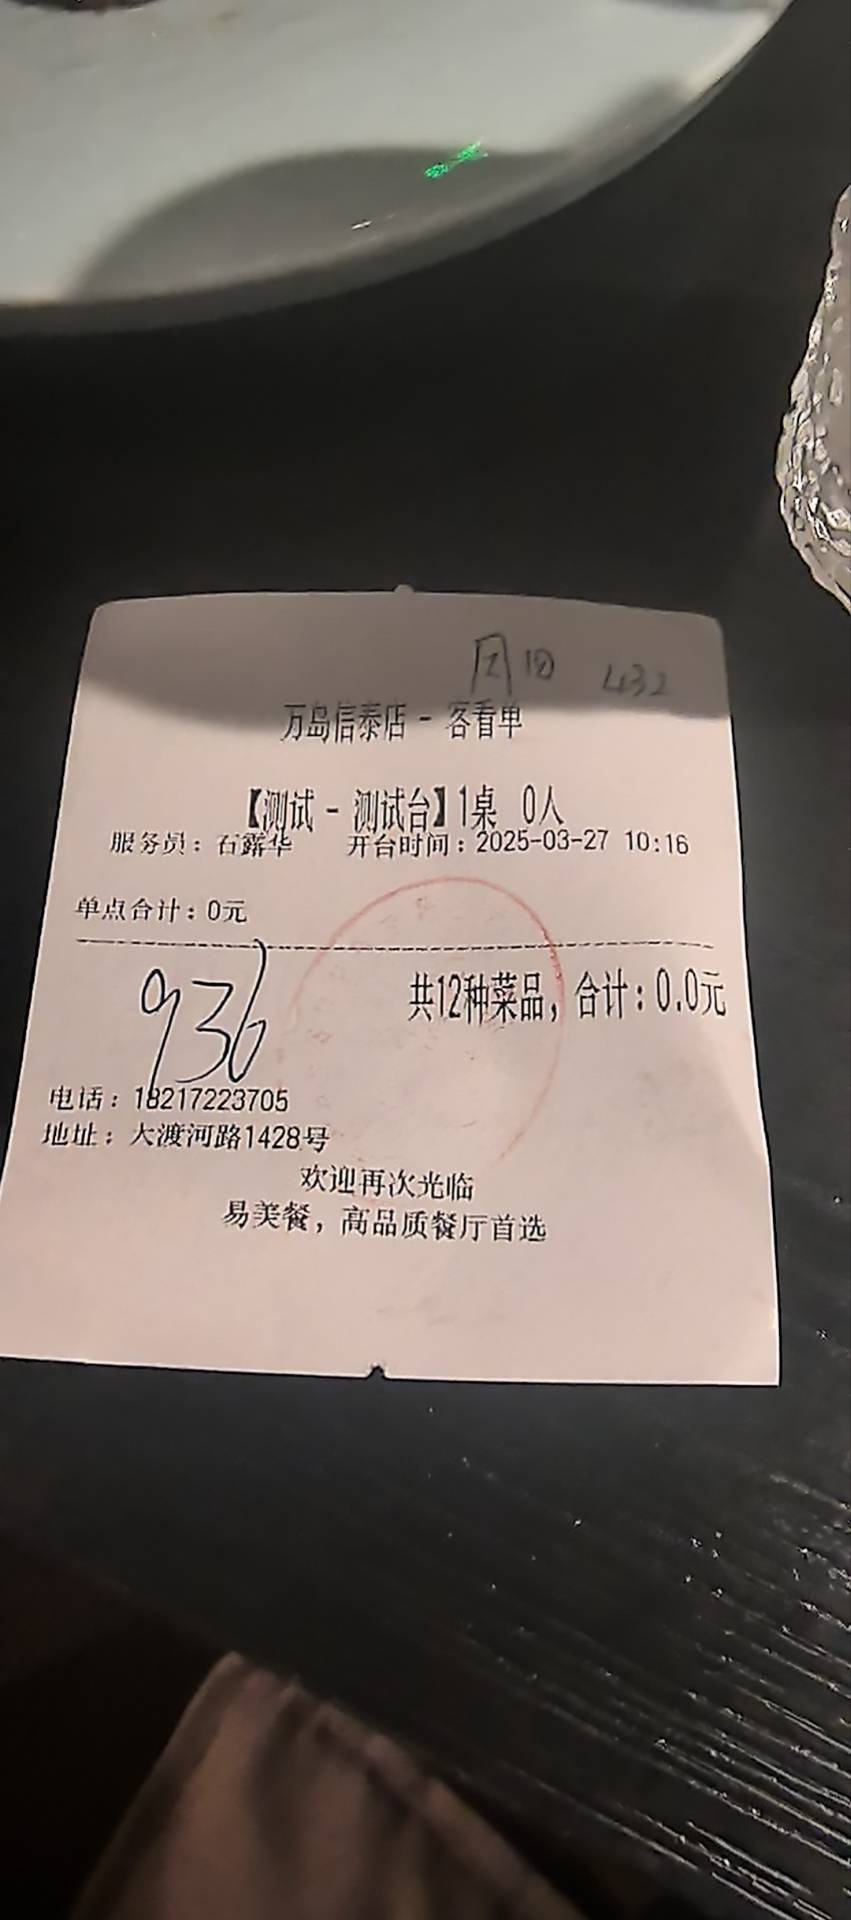 432
万岛信泰店 - 客看单
【测试 - 测试台】1桌 0人
服务员：石露华 开台时间：2025-03-27 10:16
单点合计：0元
936
共12种菜品，合计：0.0元
电话：18217223705
地址：大渡河路1428号
欢迎再次光临
易美餐，高品质餐厅首选